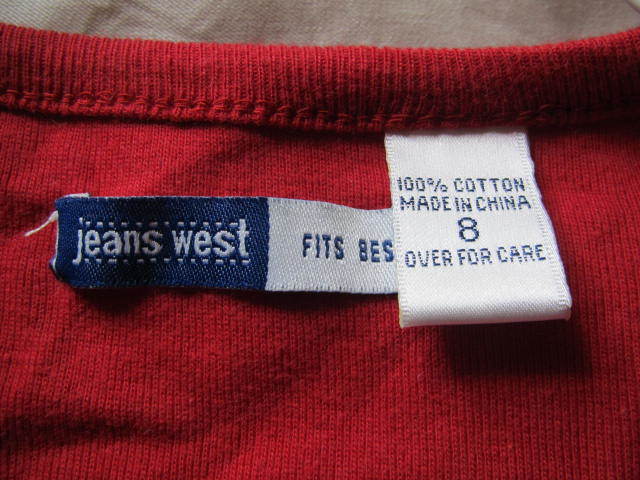 jeans west
FITS BES
100% COTTON
MADE IN CHINA
8
OVER FOR CARE